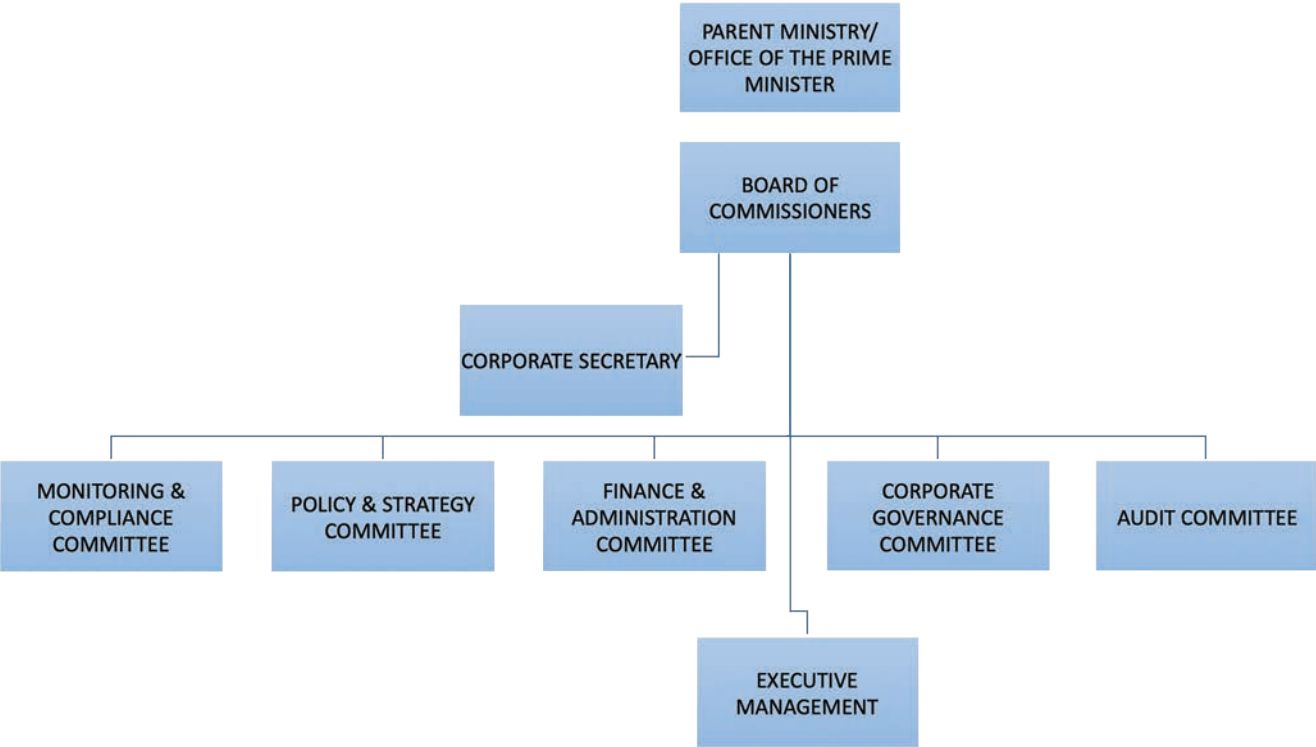 PARENT MINISTRY/
OFFICE OF THE PRIME
MINISTER
BOARD OF
COMMISSIONERS
CORPORATE SECRETARY
MONITORING &
COMPLIANCE
COMMITTEE
POLICY & STRATEGY
COMMITTEE
FINANCE &
ADMINISTRATION
COMMITTEE
CORPORATE
GOVERNANCE
COMMITTEE
AUDIT COMMITTEE
EXECUTIVE
MANAGEMENT